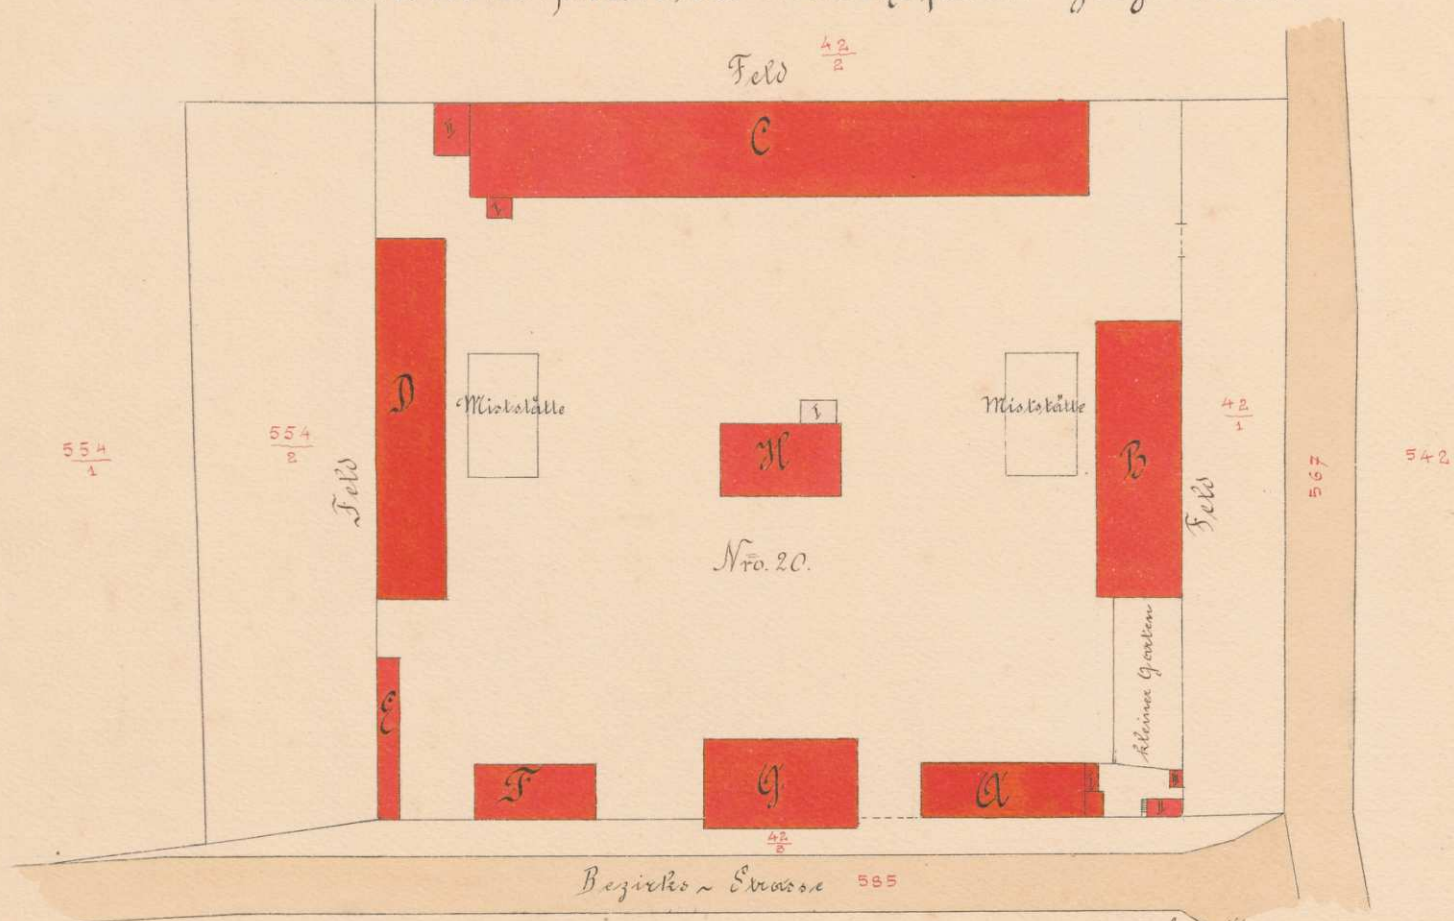 Feld
42
2
C
D
Miststätte
Miststätte
H
B
42
1
554
1
554
2
Feld
Feld
567
542
Nro. 20.
kleiner Garten
E
F
G
A
42
3
Bezirks ~ Strasse 585